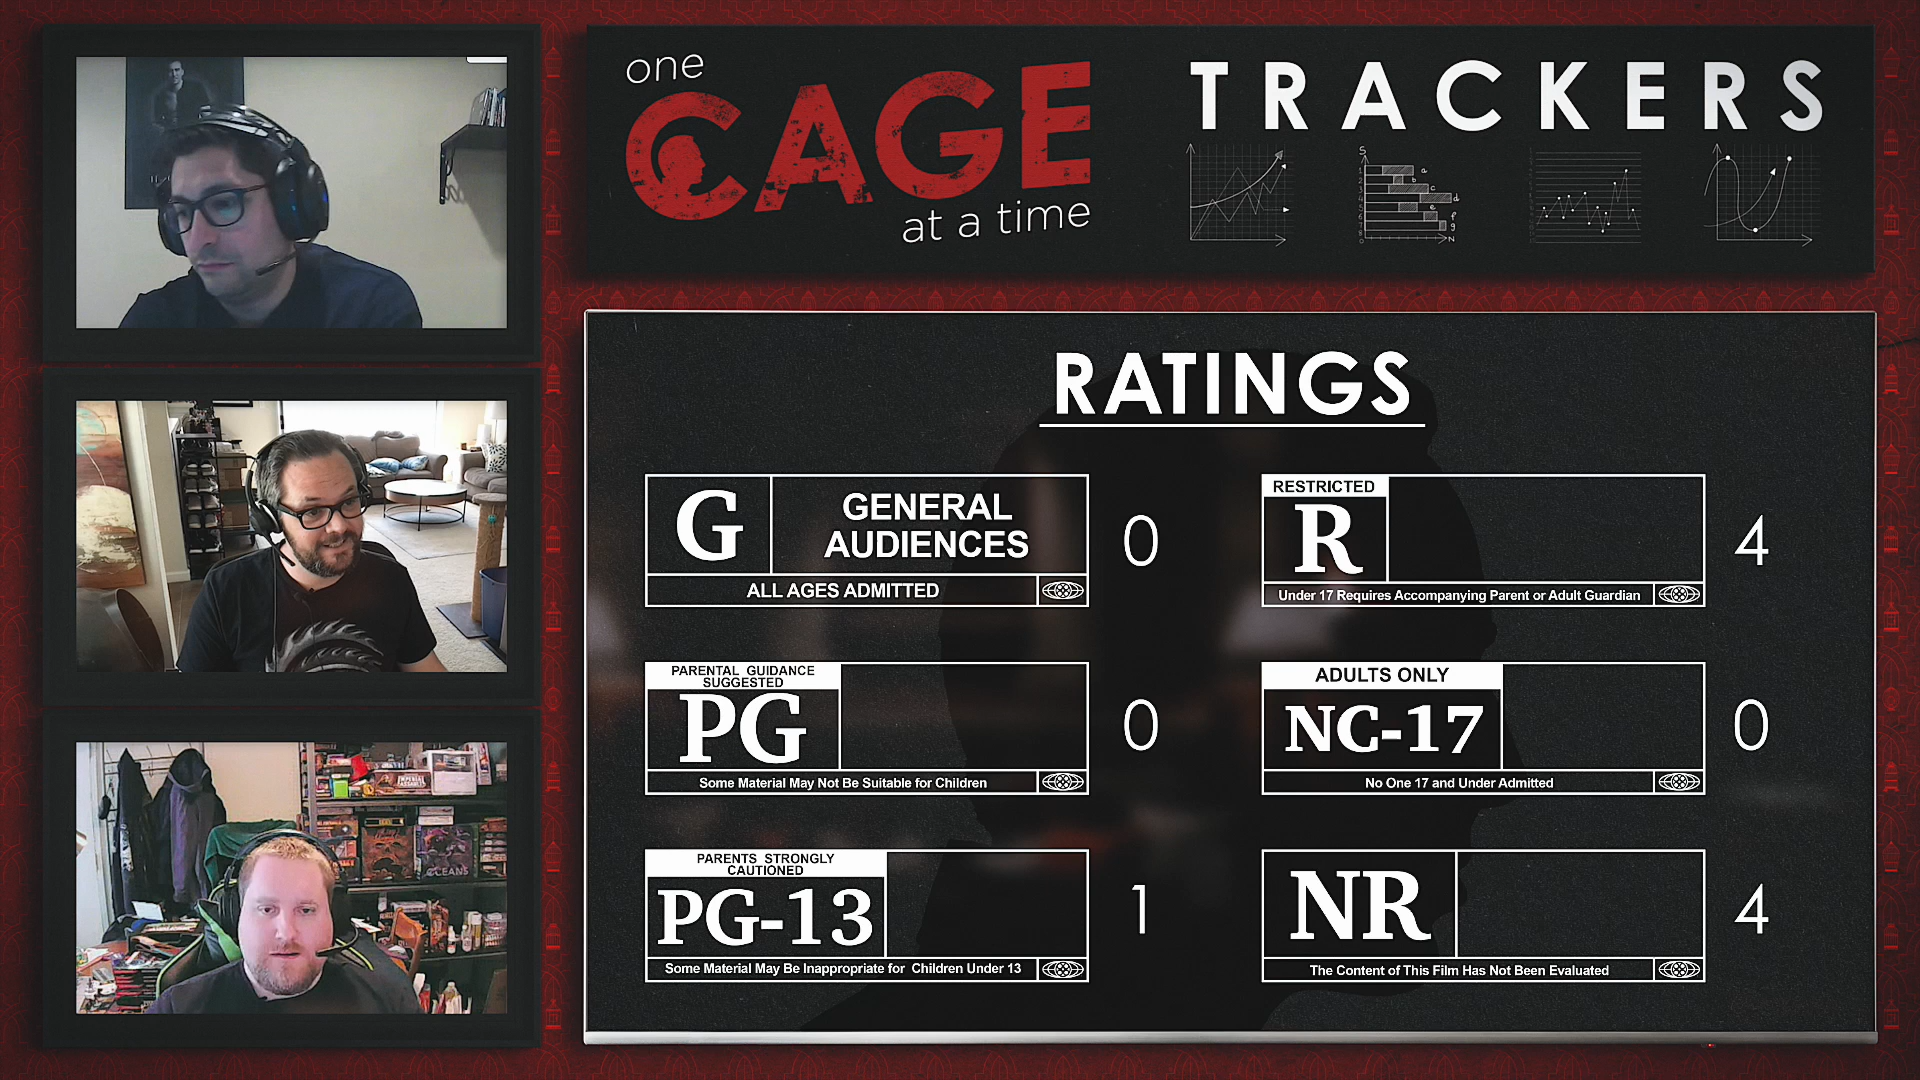 one
CAGE
at a time
TRACKERS
RATINGS
G
GENERAL
AUDIENCES
ALL AGES ADMITTED
0
RESTRICTED
R
Under 17 Requires Accompanying Parent or Adult Guardian
4
PARENTAL GUIDANCE
SUGGESTED
PG
Some Material May Not Be Suitable for Children
0
ADULTS ONLY
NC-17
No One 17 and Under Admitted
0
PARENTS STRONGLY
CAUTIONED
PG-13
Some Material May Be Inappropriate for Children Under 13
1
NR
The Content of This Film Has Not Been Evaluated
4
OCEANS